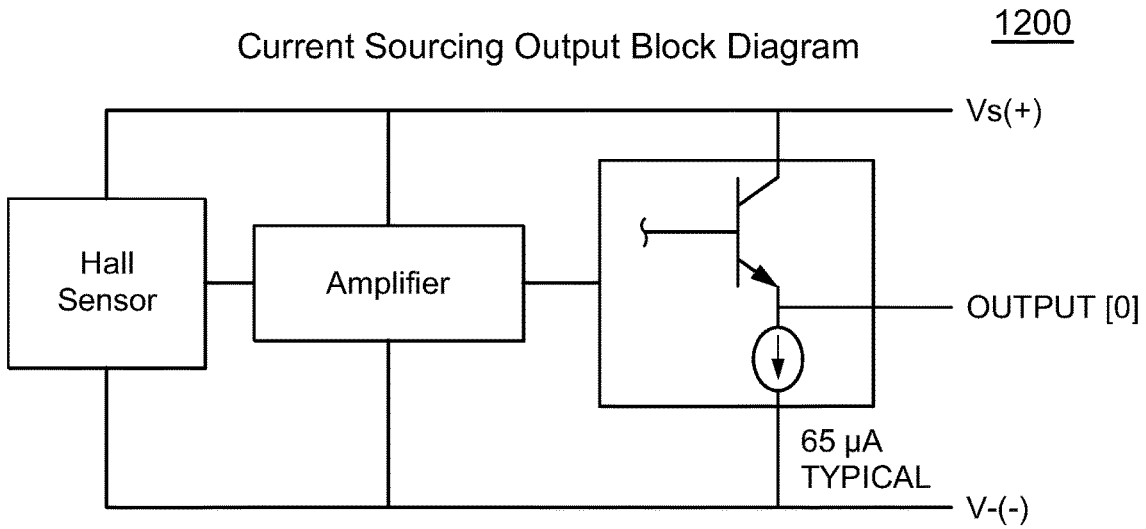 1200
Current Sourcing Output Block Diagram
Vs(+)
Hall
Sensor
Amplifier
OUTPUT [0]
65 µA
TYPICAL
V-(-)